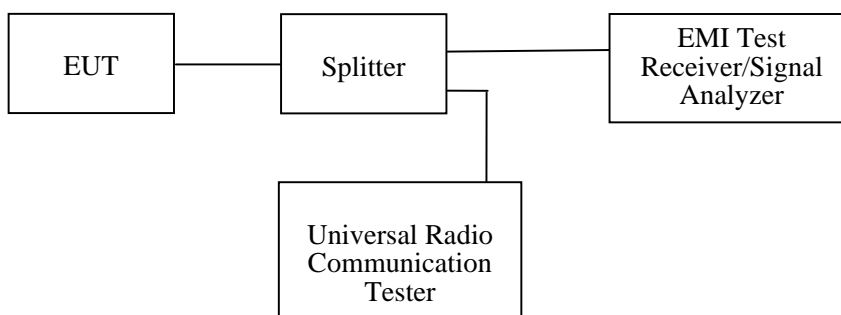 EUT
Splitter
EMI Test
Receiver/Signal
Analyzer
Universal Radio
Communication
Tester